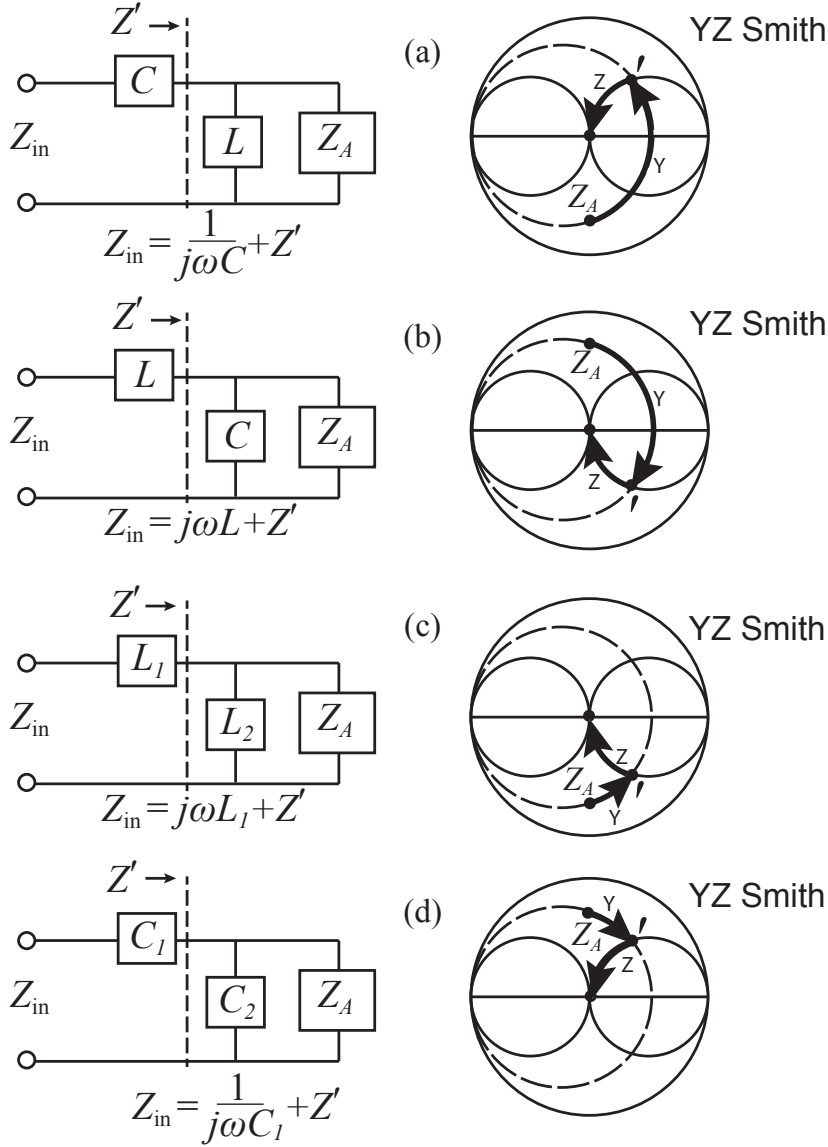 Z′ → (a) YZ Smith
C ′
Z
Z_in L Z_A Y
Z_A
Z_in = 1/jωC + Z′
Z′ → (b) YZ Smith
L Z_A
Y
Z_in C Z_A
Z
′
Z_in = jωL + Z′
Z′ → (c) YZ Smith
L_1
Z_in L_2 Z_A
Z_A Z
Y ′
Z_in = jωL_1 + Z′
Z′ → (d) YZ Smith
C_1 Y ′
Z_A Z
Z_in C_2 Z_A
Z_in = 1/jωC_1 + Z′